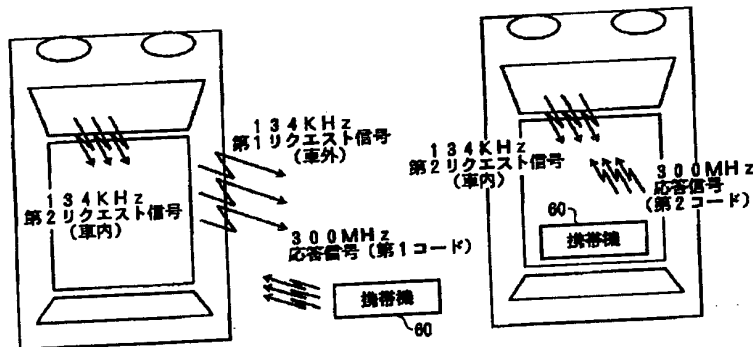 134KHz
第1リクエスト信号
(車外)
134KHz
第2リクエスト信号
(車内)
300MHz
応答信号(第1コード)
携帯機
60
134KHz
第2リクエスト信号
(車内)
300MHz
応答信号
(第2コード)
60
携帯機